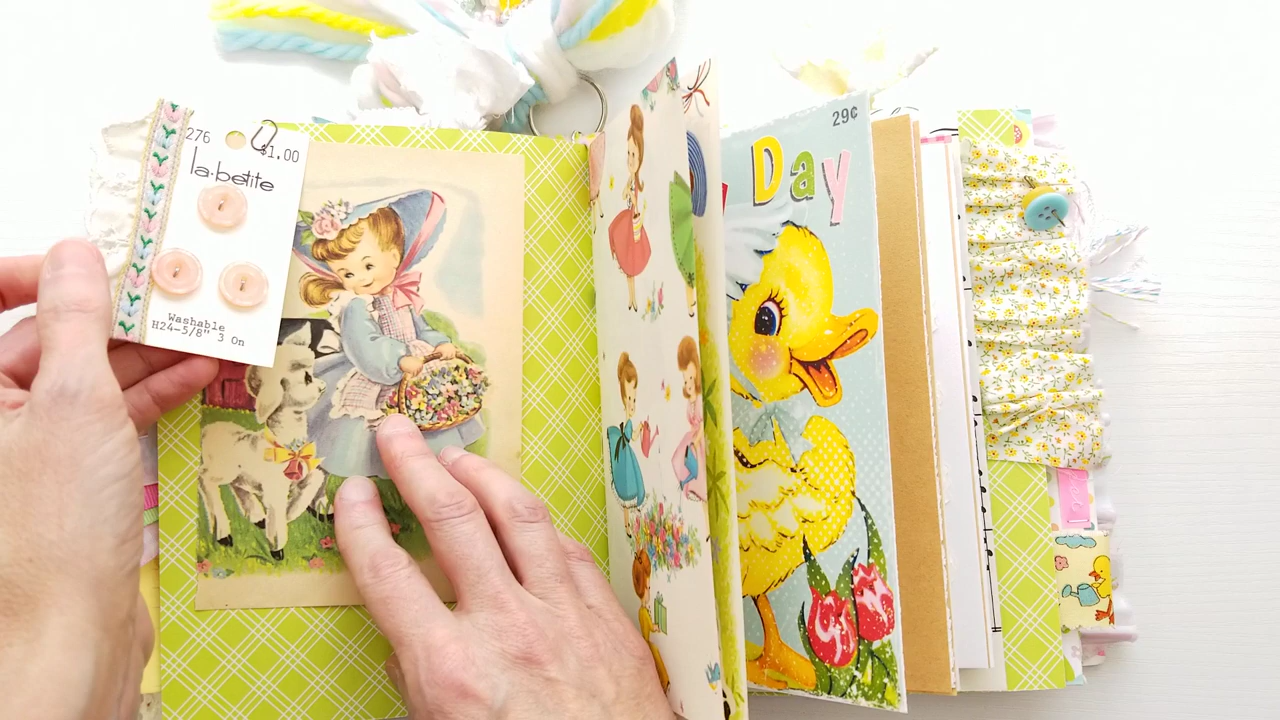 276
$1.00
la·petite
Washable
H24-5/8" 3 On
29¢
Day